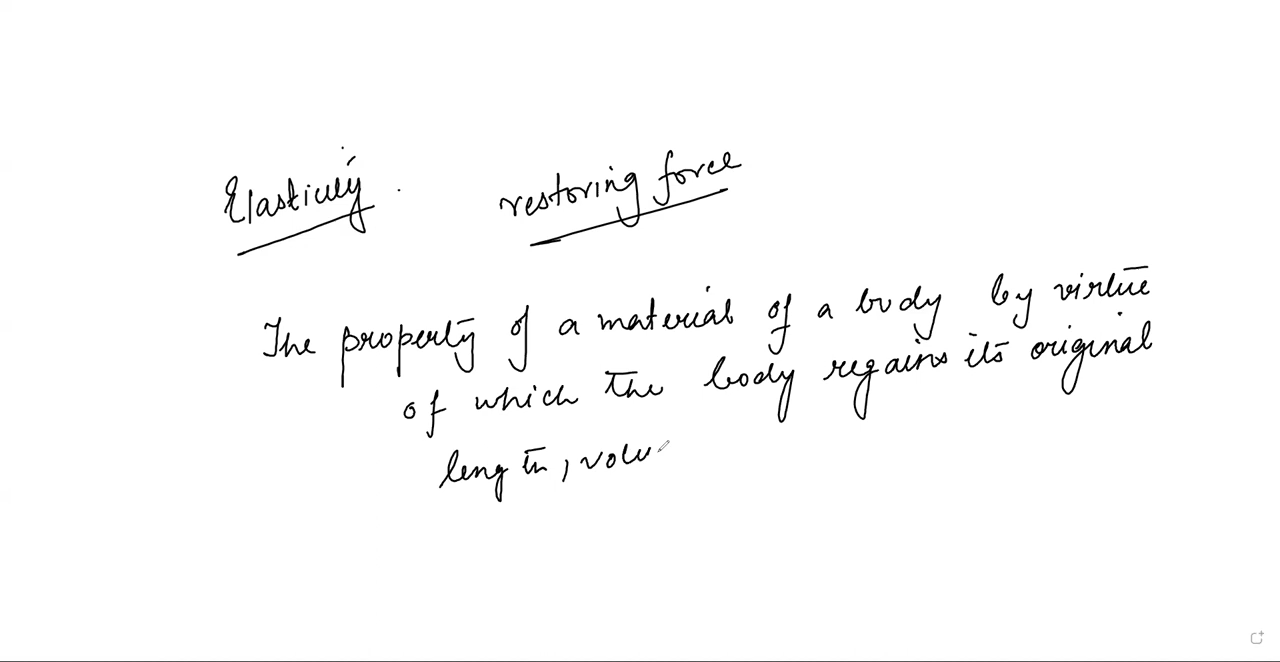 Elasticity. restoring force
The property of a material of a body by virtue
of which the body regains its original
length, volu